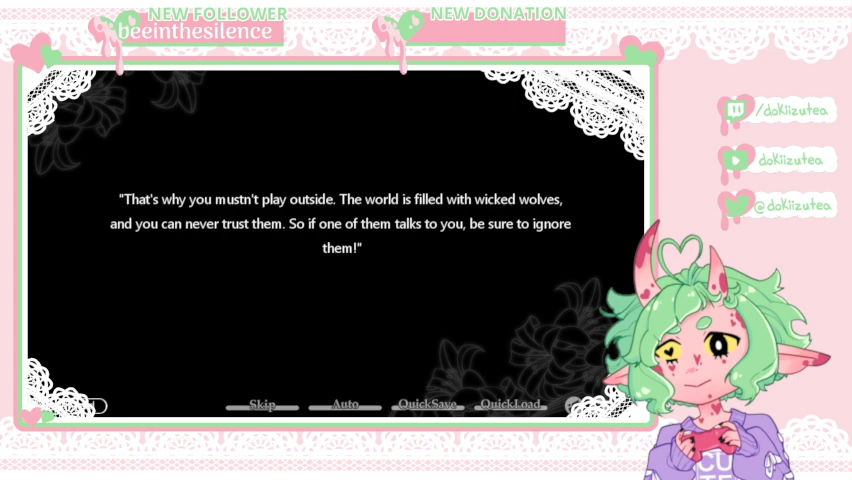 NEW FOLLOWER
beeinthesilence
NEW DONATION
/dokiizutea
dokiizutea
@dokiizutea
"That's why you mustn't play outside. The world is filled with wicked wolves,
and you can never trust them. So if one of them talks to you, be sure to ignore
them!"
Skip
Auto
QuickSave
QuickLoad
CU
TE